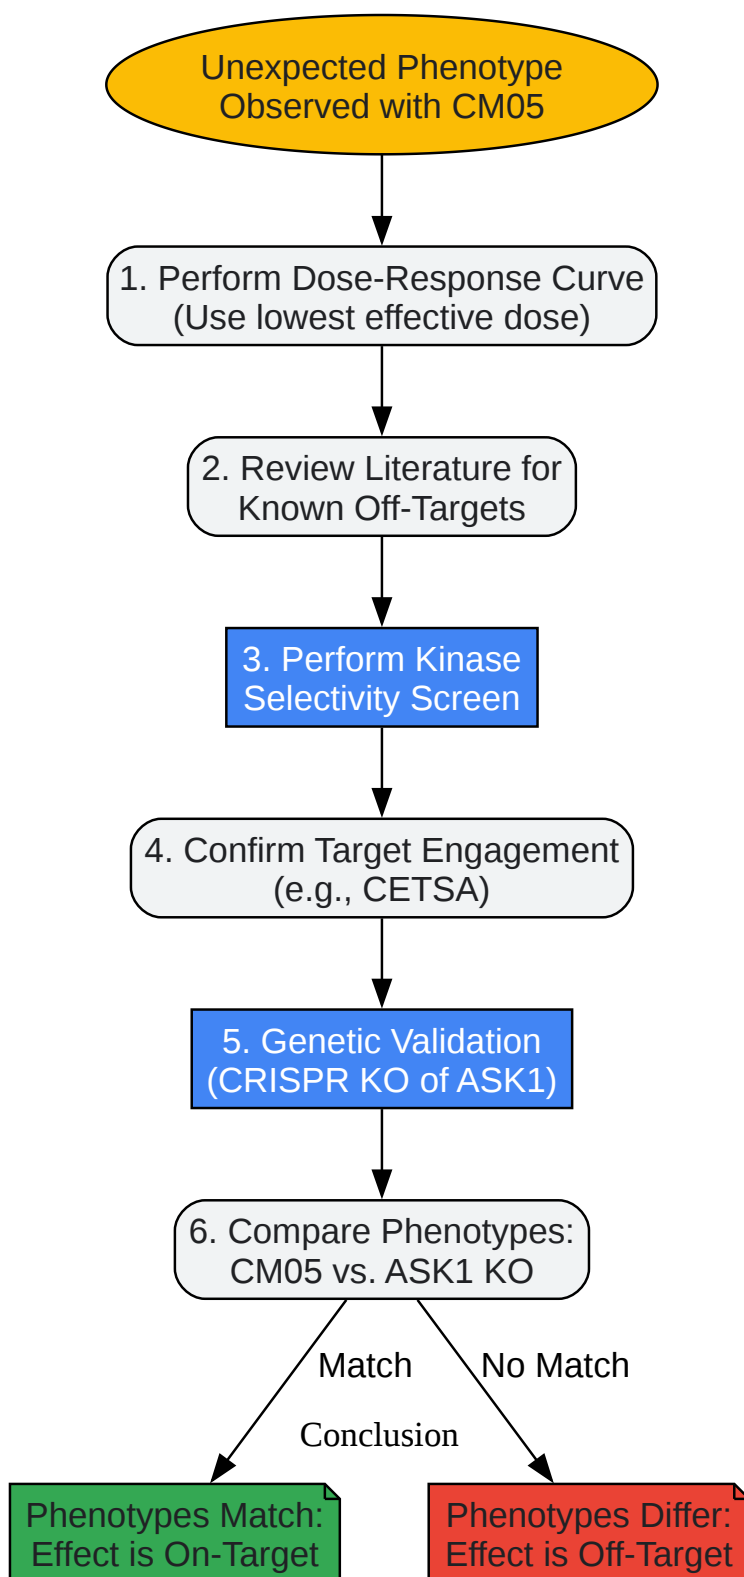 Unexpected Phenotype
Observed with CM05
1. Perform Dose-Response Curve
(Use lowest effective dose)
2. Review Literature for
Known Off-Targets
3. Perform Kinase
Selectivity Screen
4. Confirm Target Engagement
(e.g., CETSA)
5. Genetic Validation
(CRISPR KO of ASK1)
6. Compare Phenotypes:
CM05 vs. ASK1 KO
Match
No Match
Conclusion
Phenotypes Match:
Effect is On-Target
Phenotypes Differ:
Effect is Off-Target